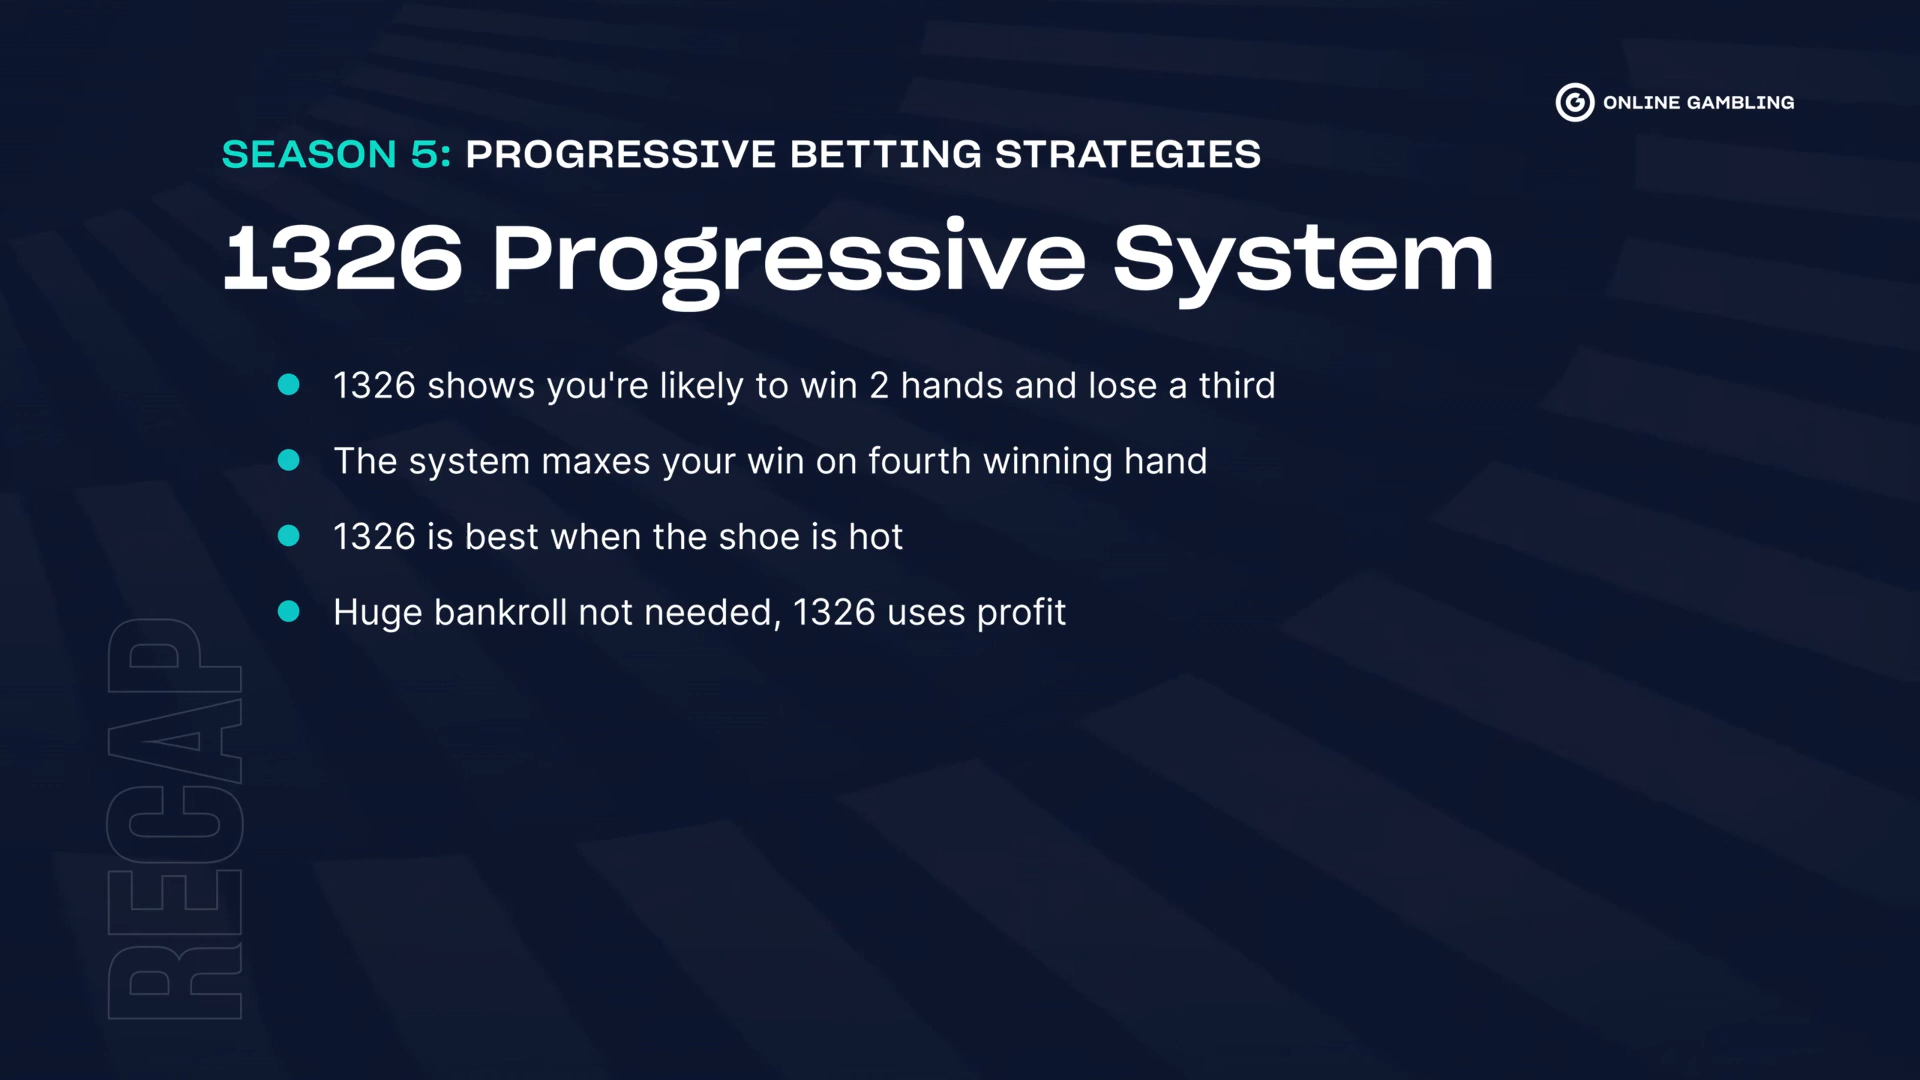 ONLINE GAMBLING
SEASON 5: PROGRESSIVE BETTING STRATEGIES
1326 Progressive System
1326 shows you're likely to win 2 hands and lose a third
The system maxes your win on fourth winning hand
1326 is best when the shoe is hot
Huge bankroll not needed, 1326 uses profit
RECAP